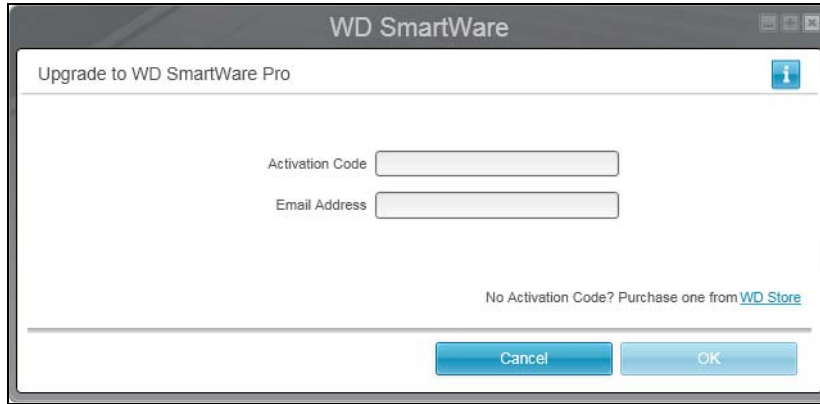 WD SmartWare
Upgrade to WD SmartWare Pro
i
Activation Code
Email Address
No Activation Code? Purchase one from WD Store
Cancel OK